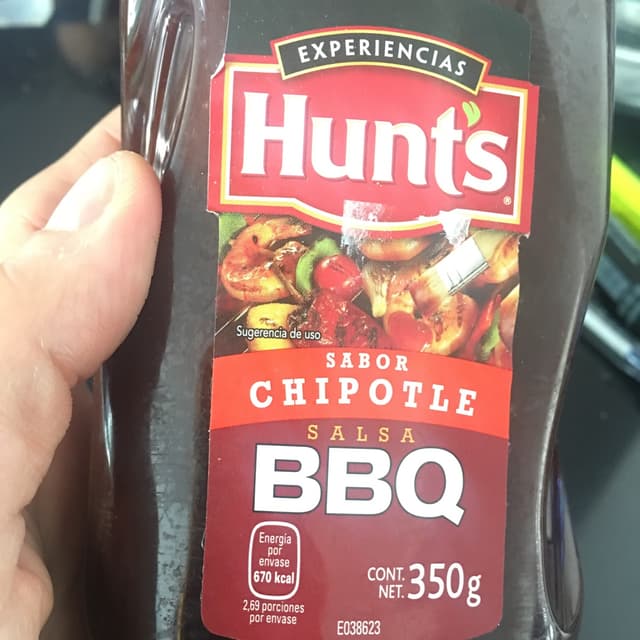 EXPERIENCIAS
Hunt's®
Sugerencia de uso
SABOR
CHIPOTLE
SALSA
BBQ
Energía
por
envase
670 kcal
2,69 porciones
por envase
CONT.
NET. 350g
E038623